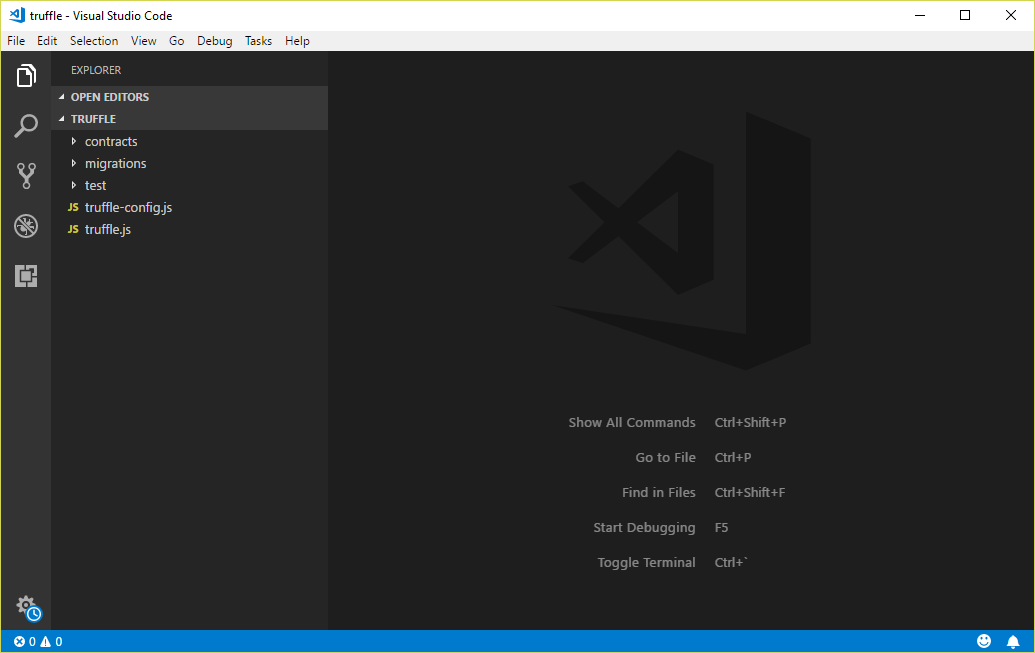 truffle - Visual Studio Code
File Edit Selection View Go Debug Tasks Help
EXPLORER
OPEN EDITORS
TRUFFLE
contracts
migrations
test
JS truffle-config.js
JS truffle.js
Show All Commands Ctrl+Shift+P
Go to File Ctrl+P
Find in Files Ctrl+Shift+F
Start Debugging F5
Toggle Terminal Ctrl+`
0 0